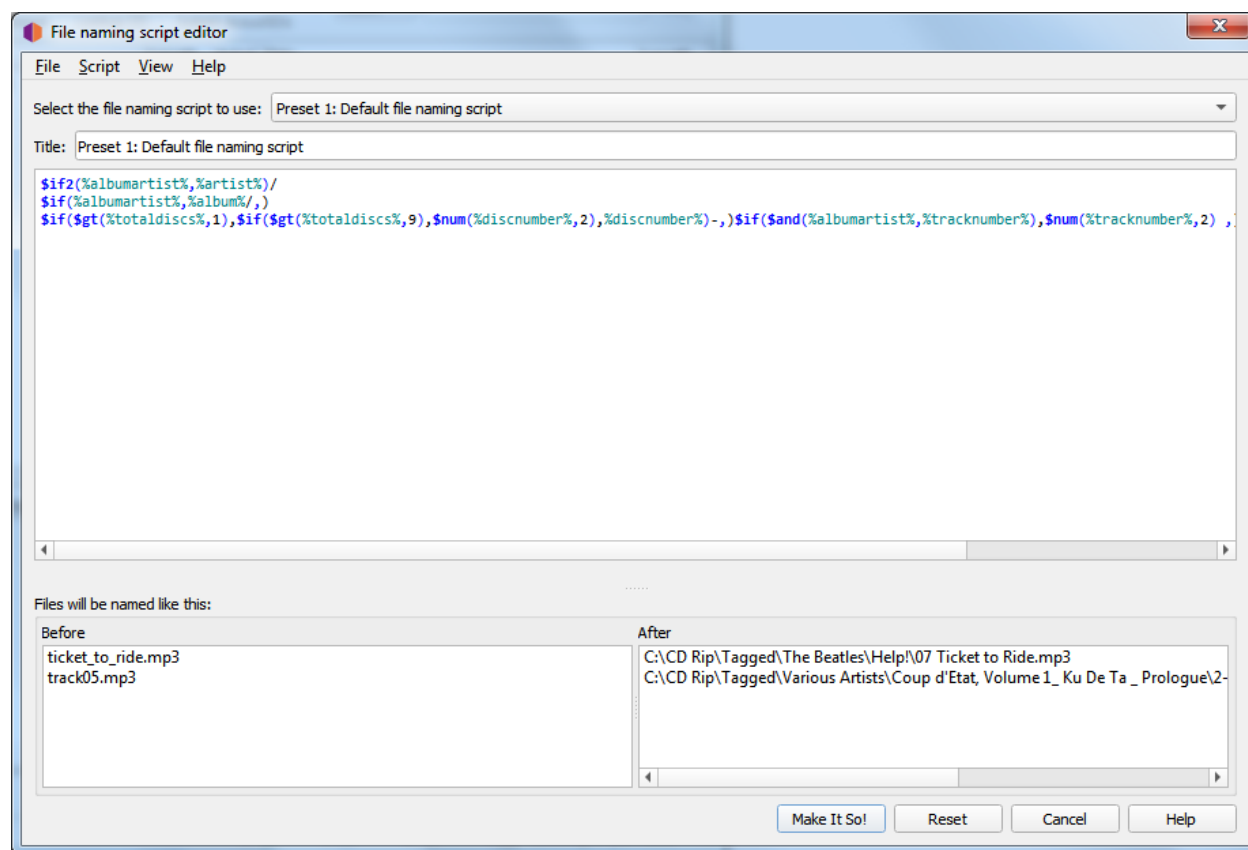 File naming script editor
File Script View Help
Select the file naming script to use: Preset 1: Default file naming script
Title: Preset 1: Default file naming script
$if2(%albumartist%,%artist%)/
$if(%albumartist%,%album%/,)
$if($gt(%totaldiscs%,1),$if($gt(%totaldiscs%,9),$num(%discnumber%,2),%discnumber%)-,)$if($and(%albumartist%,%tracknumber%),$num(%tracknumber%,2) ,)
Files will be named like this:
Before After
ticket_to_ride.mp3 C:\CD Rip\Tagged\The Beatles\Help!\07 Ticket to Ride.mp3
track05.mp3 C:\CD Rip\Tagged\Various Artists\Coup d'Etat, Volume 1_ Ku De Ta _ Prologue\2-
Make It So! Reset Cancel Help